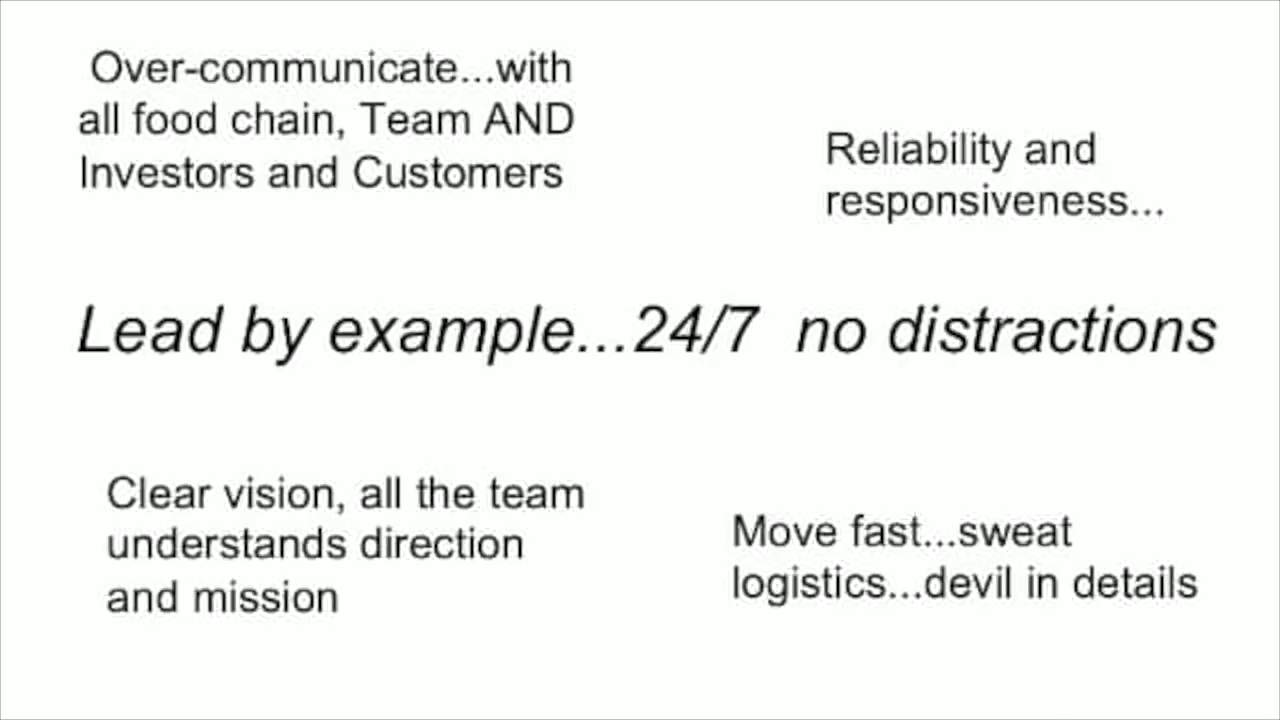 Over-communicate...with
all food chain, Team AND
Investors and Customers
Reliability and
responsiveness...
Lead by example...24/7 no distractions
Clear vision, all the team
understands direction
and mission
Move fast...sweat
logistics...devil in details